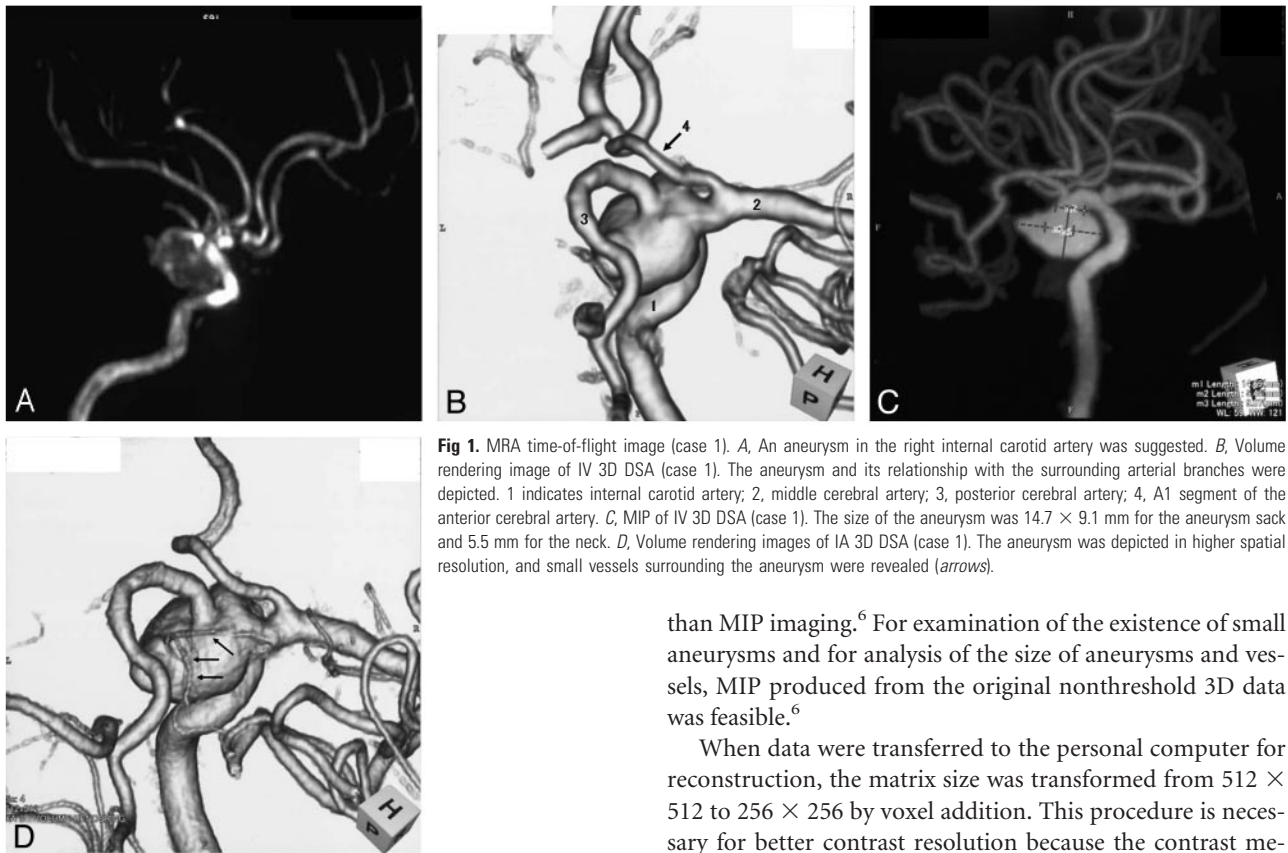 A
4
2
3
1
L
R
H
P
B
H
P
A
F
m1 Length:
m2 Length:
m3 Length:
WL: 59 WW: 121
C
Fig 1. MRA time-of-flight image (case 1). A, An aneurysm in the right internal carotid artery was suggested. B, Volume
rendering image of IV 3D DSA (case 1). The aneurysm and its relationship with the surrounding arterial branches were
depicted. 1 indicates internal carotid artery; 2, middle cerebral artery; 3, posterior cerebral artery; 4, A1 segment of the
anterior cerebral artery. C, MIP of IV 3D DSA (case 1). The size of the aneurysm was 14.7 × 9.1 mm for the aneurysm sack
and 5.5 mm for the neck. D, Volume rendering images of IA 3D DSA (case 1). The aneurysm was depicted in higher spatial
resolution, and small vessels surrounding the aneurysm were revealed (arrows).
L
H
P
D
than MIP imaging.⁶ For examination of the existence of small
aneurysms and for analysis of the size of aneurysms and ves-
sels, MIP produced from the original nonthreshold 3D data
was feasible.⁶
When data were transferred to the personal computer for
reconstruction, the matrix size was transformed from 512 ×
512 to 256 × 256 by voxel addition. This procedure is neces-
sary for better contrast resolution because the contrast me-